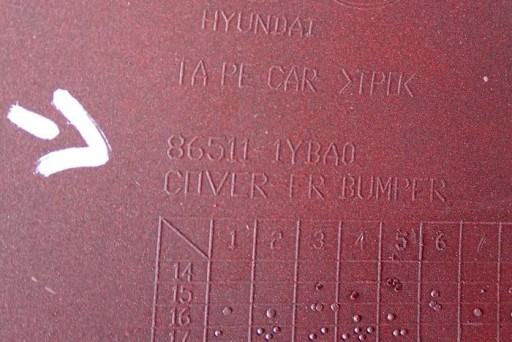 HYUNDAI
TA PE CAR >TPIK
86511-1YBA0
COVER-FR BUMPER
1 2 3 4 5 6 7
14
15
16
17